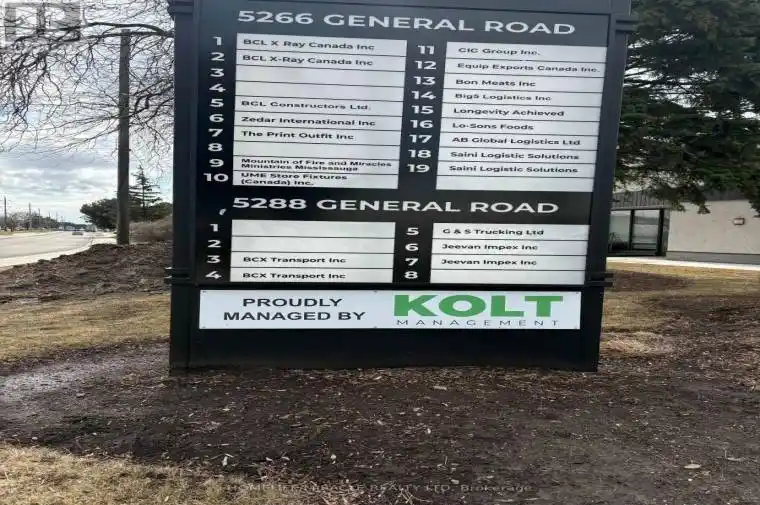 5266 GENERAL ROAD
1 BCL X Ray Canada Inc
2 BCL X-Ray Canada Inc
3
4
5 BCL Constructors Ltd.
6 Zedar International Inc
7 The Print Outfit Inc
8
9 Mountain of Fire and Miracles
Ministries Mississauga
10 UME Store Fixtures
(Canada) Inc.
11 CIC Group Inc.
12 Equip Exports Canada Inc.
13 Bon Meats Inc
14 Big5 Logistics Inc
15 Longevity Achieved
16 Lo-Sons Foods
17 AB Global Logistics Ltd
18 Saini Logistic Solutions
19 Saini Logistic Solutions
5288 GENERAL ROAD
1
2
3 BCX Transport Inc
4 BCX Transport Inc
5 G & S Trucking Ltd
6 Jeevan Impex Inc
7 Jeevan Impex Inc
8
PROUDLY
MANAGED BY
KOLT
MANAGEMENT
REALTY LTD, Brokerage